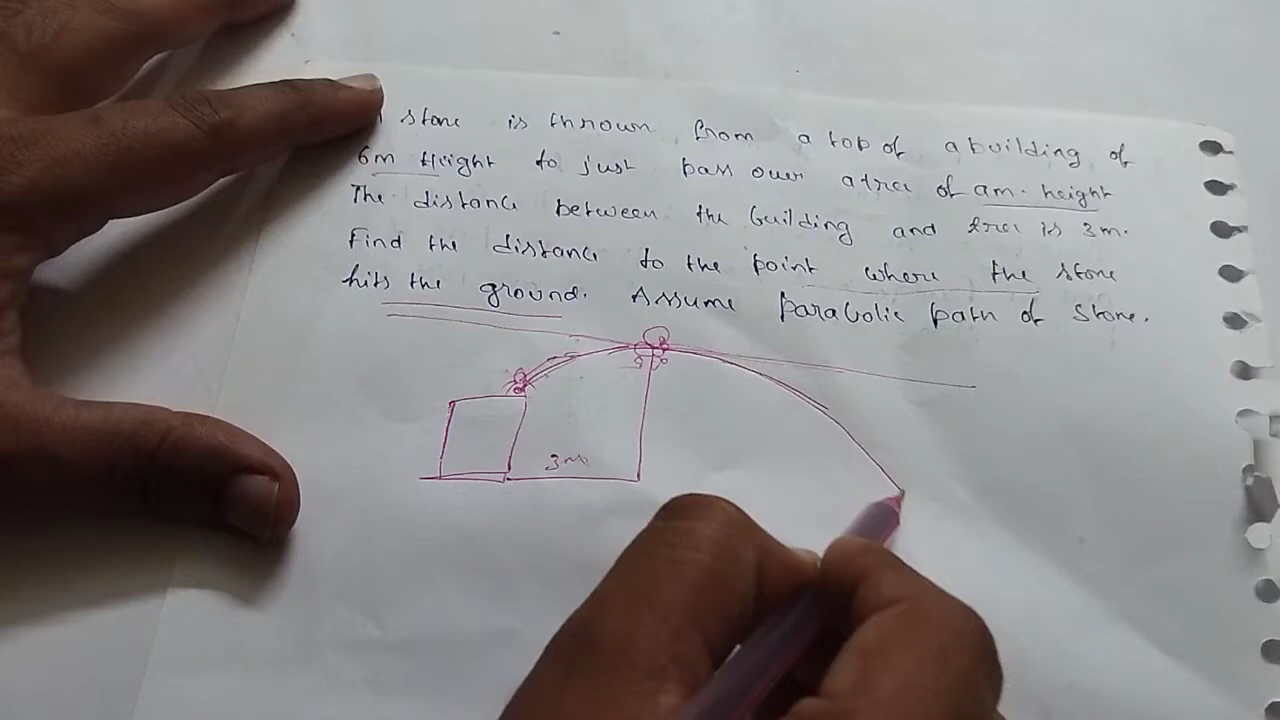 stone is thrown from a top of a building of
6m Height to just pass over a tree of 9m. height
The distance between the building and tree is 3m.
Find the distance to the point where the stone
hits the ground. Assume parabolic path of stone.
3m